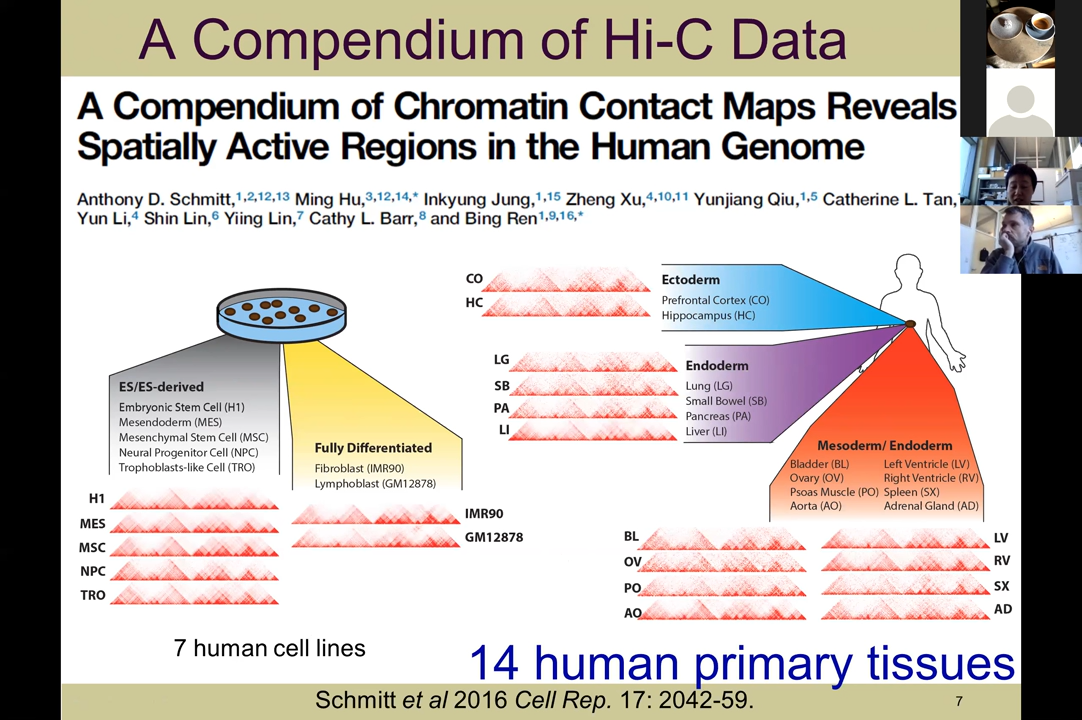 A Compendium of Hi-C Data
A Compendium of Chromatin Contact Maps Reveals
Spatially Active Regions in the Human Genome
Anthony D. Schmitt,1,2,12,13 Ming Hu,3,12,14,* Inkyung Jung,1,15 Zheng Xu,4,10,11 Yunjiang Qiu,1,5 Catherine L. Tan,
Yun Li,4 Shin Lin,6 Yiing Lin,7 Cathy L. Barr,8 and Bing Ren1,9,16,*
ES/ES-derived
Embryonic Stem Cell (H1)
Mesendoderm (MES)
Mesenchymal Stem Cell (MSC)
Neural Progenitor Cell (NPC)
Trophoblasts-like Cell (TRO)
H1
MES
MSC
NPC
TRO
Fully Differentiated
Fibroblast (IMR90)
Lymphoblast (GM12878)
IMR90
GM12878
7 human cell lines
CO
HC
Ectoderm
Prefrontal Cortex (CO)
Hippocampus (HC)
LG
SB
PA
LI
Endoderm
Lung (LG)
Small Bowel (SB)
Pancreas (PA)
Liver (LI)
Mesoderm/ Endoderm
Bladder (BL) Left Ventricle (LV)
Ovary (OV) Right Ventricle (RV)
Psoas Muscle (PO) Spleen (SX)
Aorta (AO) Adrenal Gland (AD)
BL LV
OV RV
PO SX
AO AD
14 human primary tissues
Schmitt et al 2016 Cell Rep. 17: 2042-59.
7